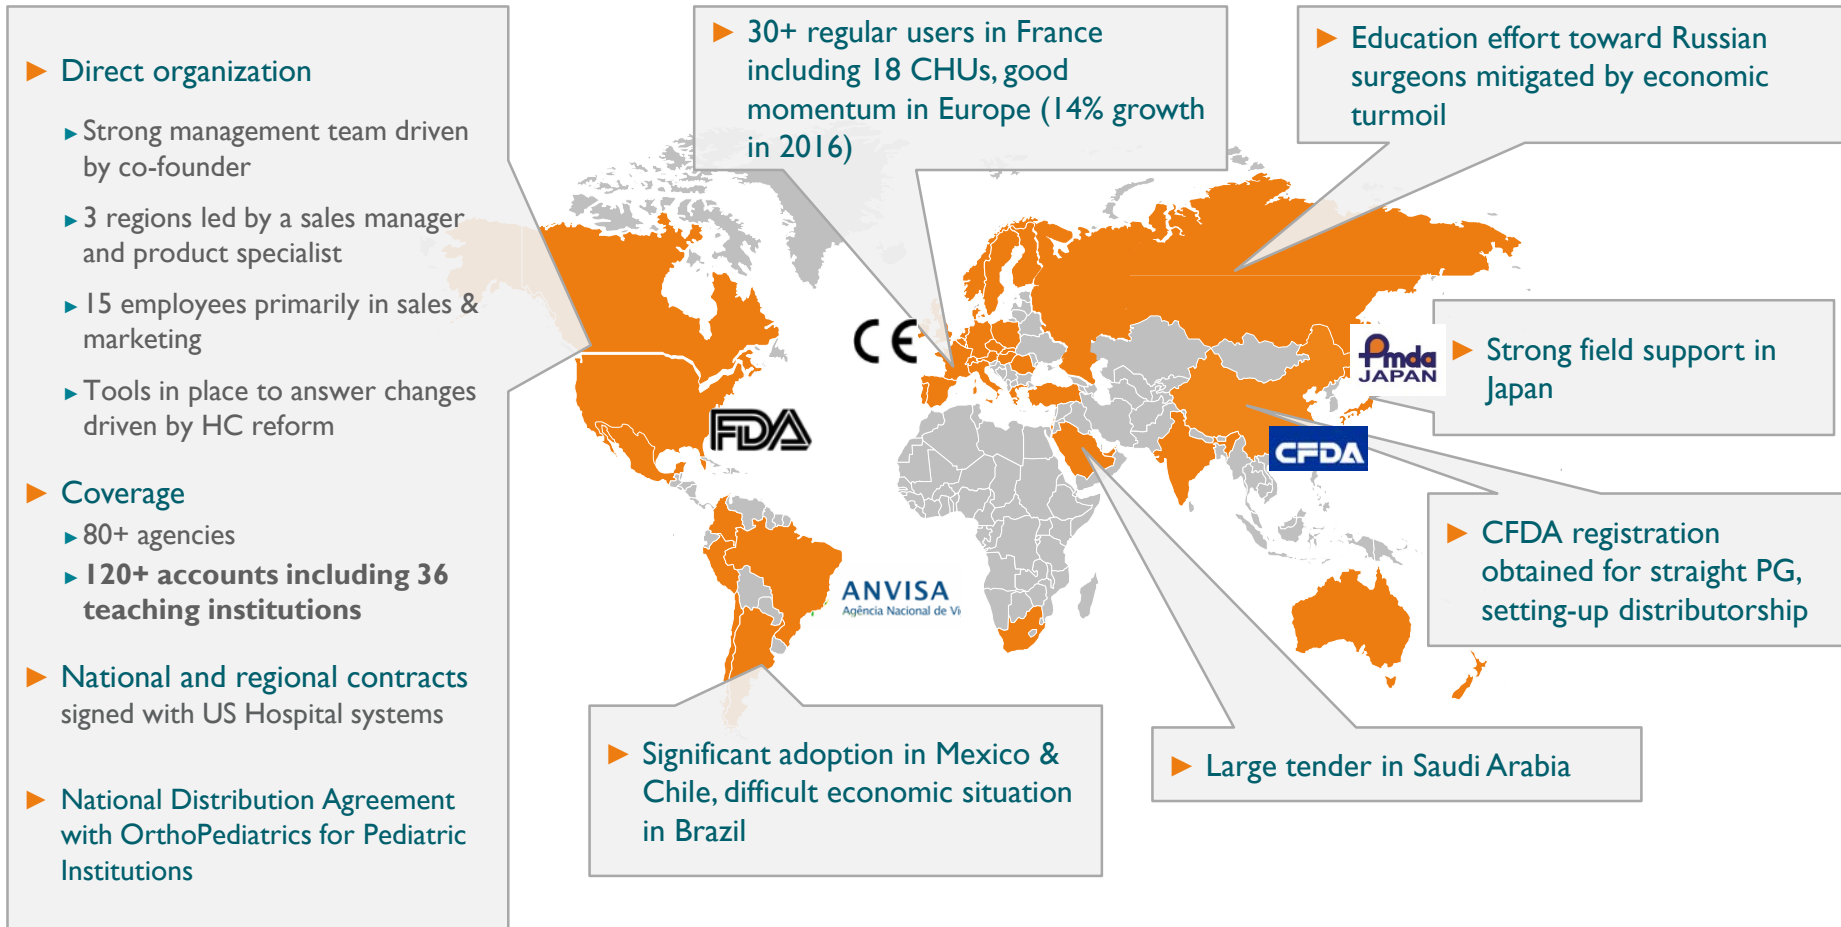 Direct organization
Strong management team driven
by co-founder
3 regions led by a sales manager
and product specialist
15 employees primarily in sales &
marketing
Tools in place to answer changes
driven by HC reform
Coverage
80+ agencies
120+ accounts including 36
teaching institutions
National and regional contracts
signed with US Hospital systems
National Distribution Agreement
with OrthoPediatrics for Pediatric
Institutions
30+ regular users in France
including 18 CHUs, good
momentum in Europe (14% growth
in 2016)
Education effort toward Russian
surgeons mitigated by economic
turmoil
CE
FDA
Pmda
JAPAN
Strong field support in
Japan
CFDA
CFDA registration
obtained for straight PG,
setting-up distributorship
ANVISA
Agência Nacional de Vi
Significant adoption in Mexico &
Chile, difficult economic situation
in Brazil
Large tender in Saudi Arabia